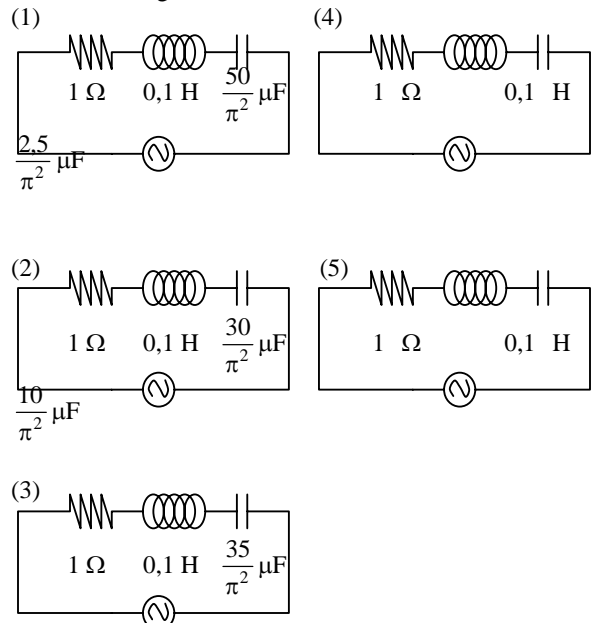 (1) (4)
1 Ω 0,1 H 50/π² μF 1 Ω 0,1 H
2,5/π² μF
(2) (5)
1 Ω 0,1 H 30/π² μF 1 Ω 0,1 H
10/π² μF
(3)
1 Ω 0,1 H 35/π² μF